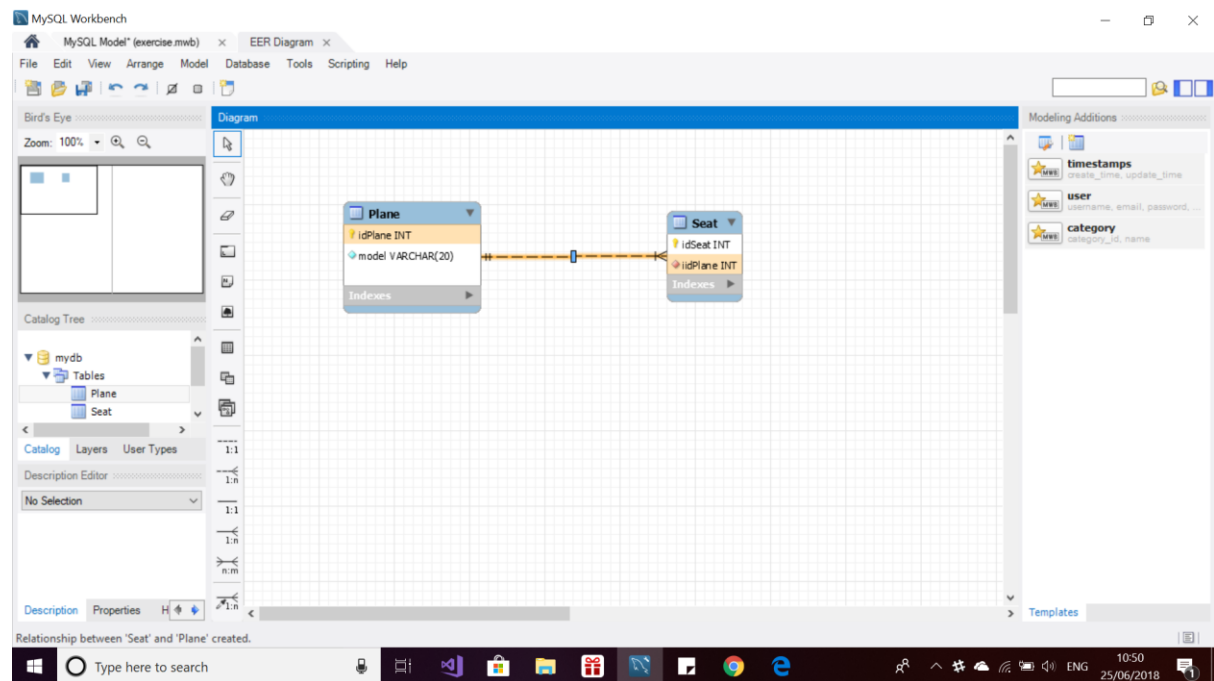 MySQL Workbench
MySQL Model* (exercise.mwb) × EER Diagram ×
File Edit View Arrange Model Database Tools Scripting Help
Bird's Eye
Zoom: 100%
Diagram
Modeling Additions
timestamps
create_time, update_time
user
username, email, password, ...
category
category_id, name
Plane
idPlane INT
model VARCHAR(20)
Indexes
Seat
idSeat INT
iidPlane INT
Indexes
Catalog Tree
mydb
Tables
Plane
Seat
Catalog Layers User Types
Description Editor
No Selection
1:1
1:n
1:1
1:n
n:m
1:n
Description Properties H
Templates
Relationship between 'Seat' and 'Plane' created.
Type here to search
ENG
10:50
25/06/2018
1